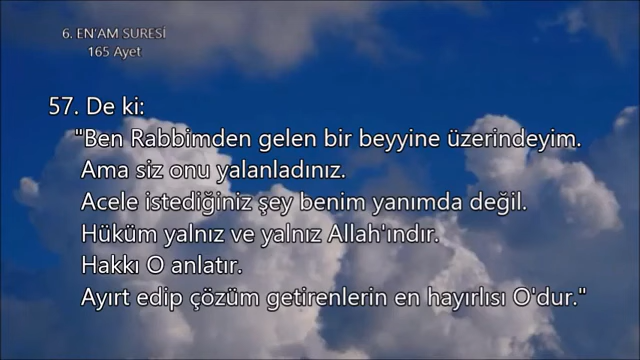 6. EN'AM SURESİ
165 Ayet
57. De ki:
"Ben Rabbimden gelen bir beyyine üzerindeyim.
Ama siz onu yalanladınız.
Acele istediğiniz şey benim yanımda değil.
Hüküm yalnız ve yalnız Allah'ındır.
Hakkı O anlatır.
Ayırt edip çözüm getirenlerin en hayırlısı O'dur."